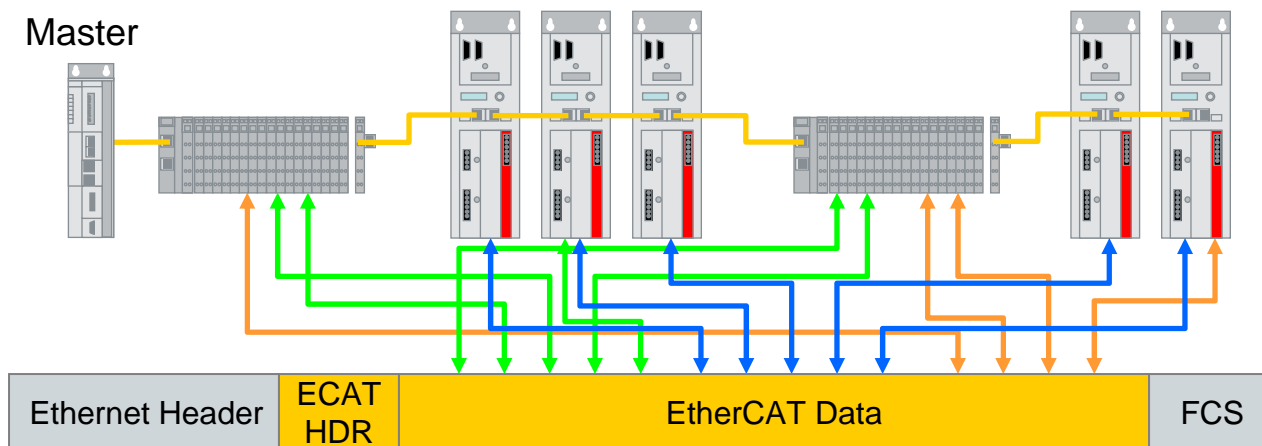 Master
Ethernet Header
ECAT
HDR
EtherCAT Data
FCS